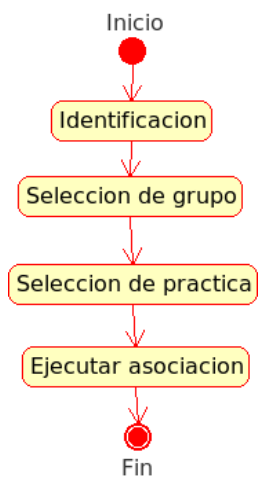 Inicio
Identificacion
Seleccion de grupo
Seleccion de practica
Ejecutar asociacion
Fin